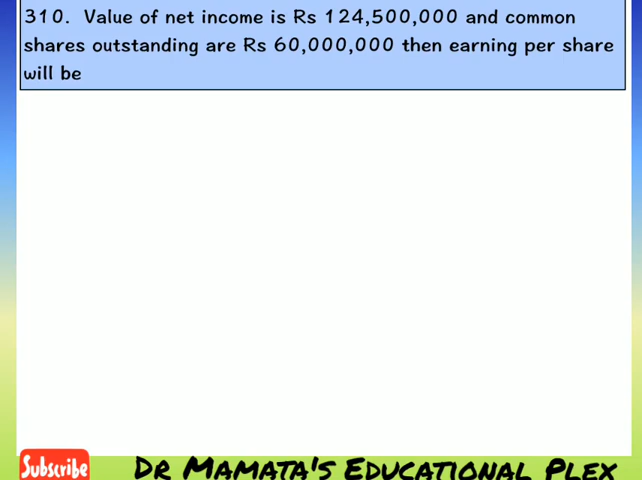 310. Value of net income is Rs 124,500,000 and common
shares outstanding are Rs 60,000,000 then earning per share
will be
Subscribe
Dr Mamata's Educational Plex